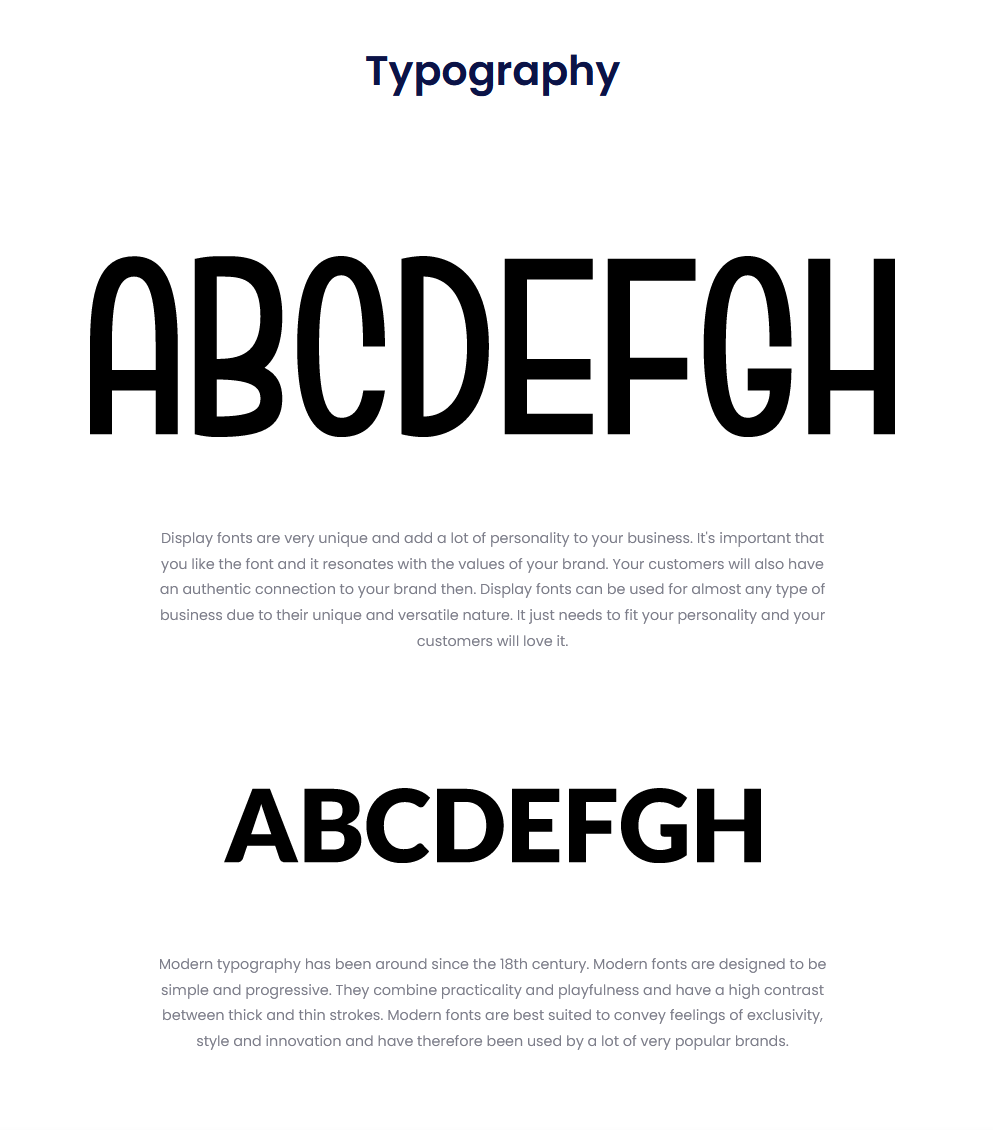 Typography
ABCDEFGH
Display fonts are very unique and add a lot of personality to your business. It's important that
you like the font and it resonates with the values of your brand. Your customers will also have
an authentic connection to your brand then. Display fonts can be used for almost any type of
business due to their unique and versatile nature. It just needs to fit your personality and your
customers will love it.
ABCDEFGH
Modern typography has been around since the 18th century. Modern fonts are designed to be
simple and progressive. They combine practicality and playfulness and have a high contrast
between thick and thin strokes. Modern fonts are best suited to convey feelings of exclusivity,
style and innovation and have therefore been used by a lot of very popular brands.